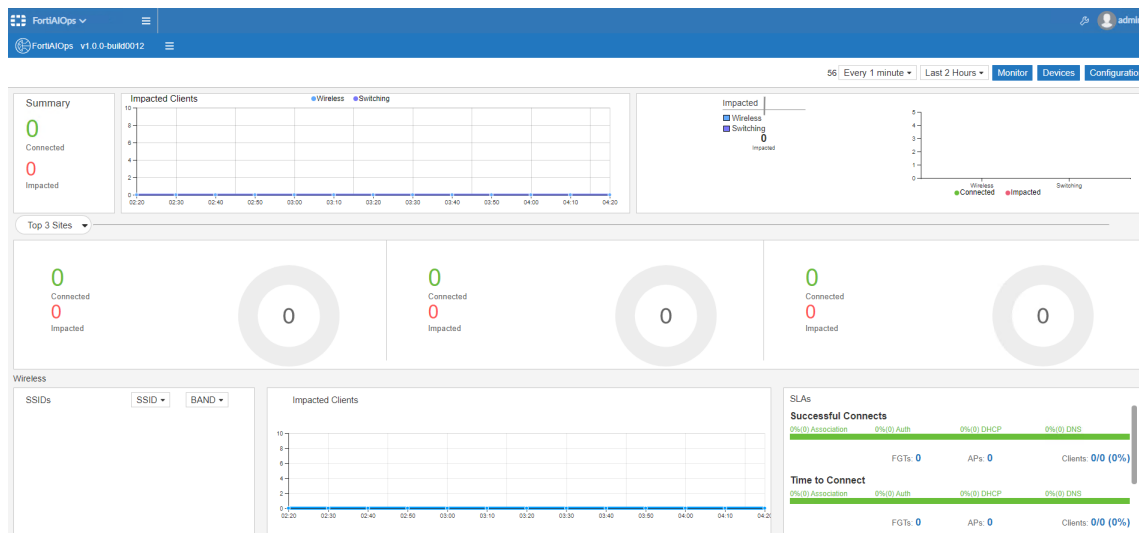 FortiAIOps
admin
FortiAIOps v1.0.0-build0012
56 Every 1 minute Last 2 Hours Monitor Devices Configuratio
Summary
0
Connected
0
Impacted
Impacted Clients
Wireless Switching
10
8
6
4
2
0
02:20 02:30 02:40 02:50 03:00 03:10 03:20 03:30 03:40 03:50 04:00 04:10 04:20
Impacted
Wireless
Switching
0
Impacted
5
4
3
2
1
0
Wireless Switching
Connected Impacted
Top 3 Sites
0
Connected
0
Impacted
0
0
Connected
0
Impacted
0
0
Connected
0
Impacted
0
Wireless
SSIDs SSID BAND
Impacted Clients
10
8
6
4
2
0
02:20 02:30 02:40 02:50 03:00 03:10 03:20 03:30 03:40 03:50 04:00 04:10 04:20
SLAs
Successful Connects
0%(0) Association 0%(0) Auth 0%(0) DHCP 0%(0) DNS
FGTs: 0 APs: 0 Clients: 0/0 (0%)
Time to Connect
0%(0) Association 0%(0) Auth 0%(0) DHCP 0%(0) DNS
FGTs: 0 APs: 0 Clients: 0/0 (0%)